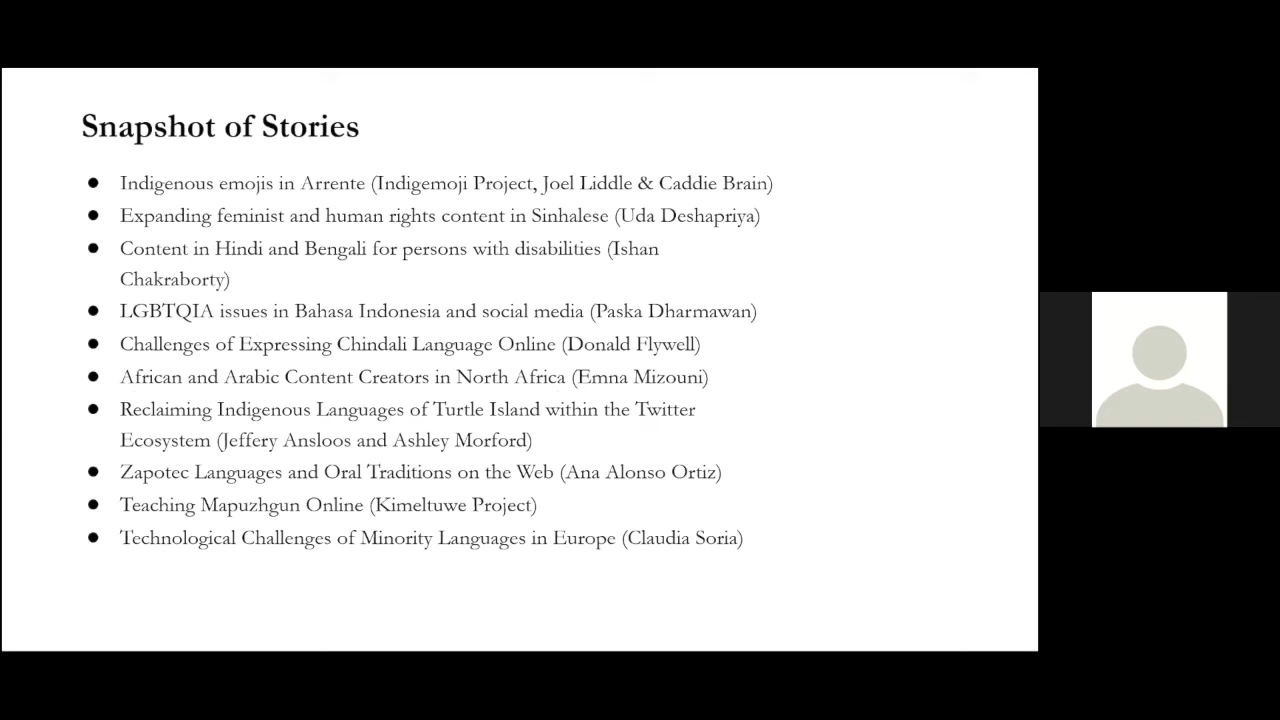 Snapshot of Stories
● Indigenous emojis in Arrente (Indigemoji Project, Joel Liddle & Caddie Brain)
● Expanding feminist and human rights content in Sinhalese (Uda Deshapriya)
● Content in Hindi and Bengali for persons with disabilities (Ishan
Chakraborty)
● LGBTQIA issues in Bahasa Indonesia and social media (Paska Dharmawan)
● Challenges of Expressing Chindali Language Online (Donald Flywell)
● African and Arabic Content Creators in North Africa (Emna Mizouni)
● Reclaiming Indigenous Languages of Turtle Island within the Twitter
Ecosystem (Jeffery Ansloos and Ashley Morford)
● Zapotec Languages and Oral Traditions on the Web (Ana Alonso Ortiz)
● Teaching Mapuzhgun Online (Kimeltuwe Project)
● Technological Challenges of Minority Languages in Europe (Claudia Soria)